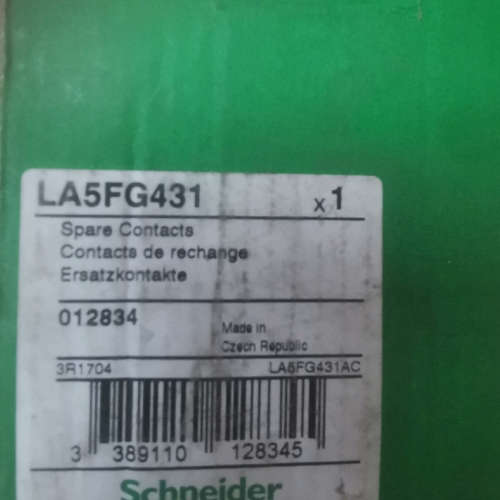 LA5FG431 x1
Spare Contacts
Contacts de rechange
Ersatzkontakte
012834
Made in
Czech Republic
3R1704 LA5FG431AC
3 389110 128345
Schneider